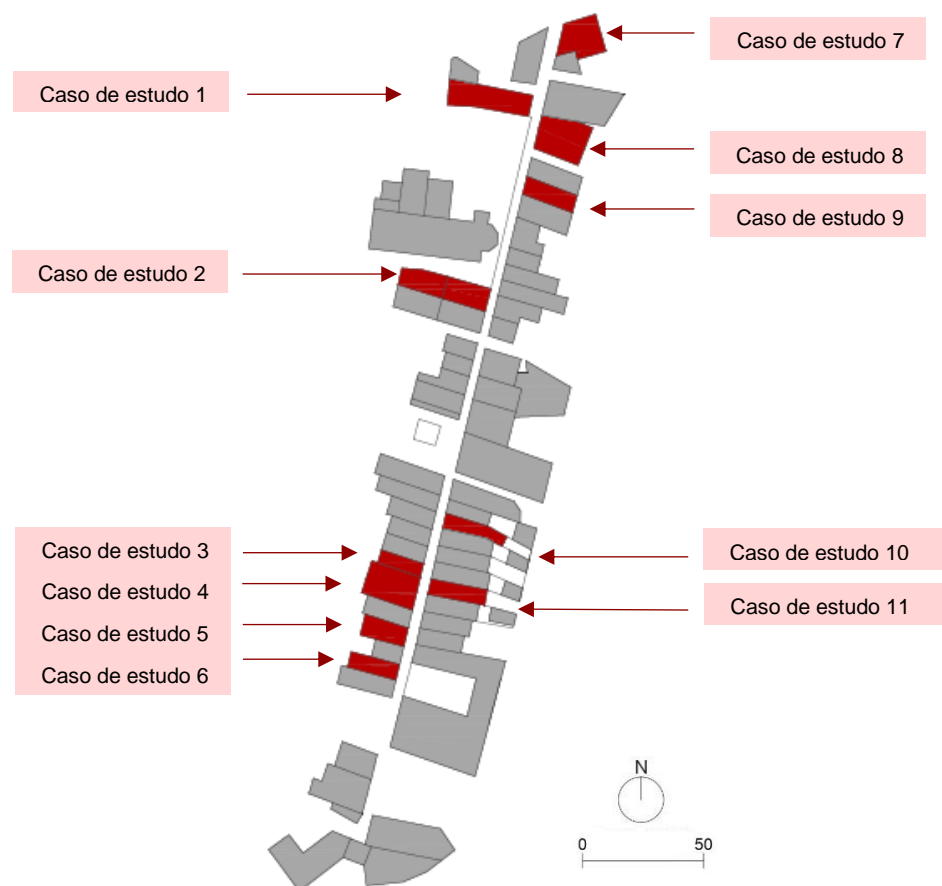 Caso de estudo 7
Caso de estudo 1
Caso de estudo 8
Caso de estudo 9
Caso de estudo 2
Caso de estudo 3
Caso de estudo 4
Caso de estudo 5
Caso de estudo 6
Caso de estudo 10
Caso de estudo 11
N
0 50